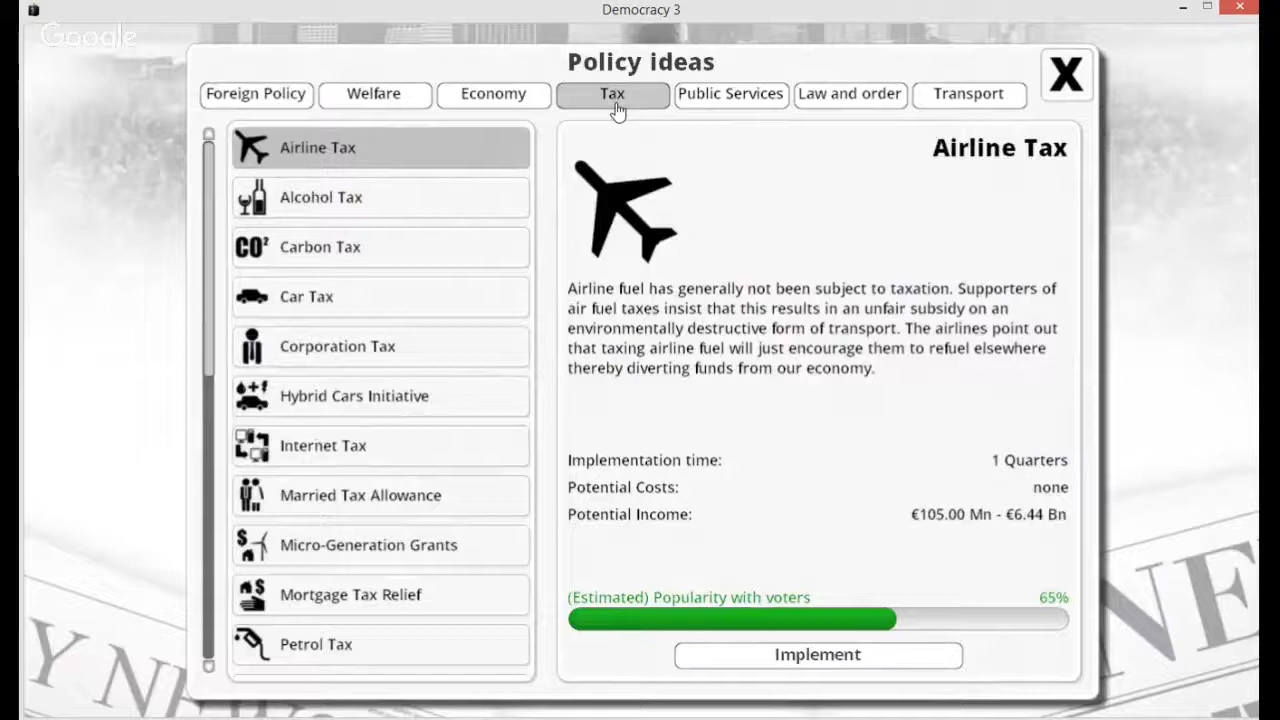 Democracy 3
Google
Policy ideas
X
Foreign Policy
Welfare
Economy
Tax
Public Services
Law and order
Transport
Airline Tax
Alcohol Tax
CO² Carbon Tax
Car Tax
Corporation Tax
Hybrid Cars Initiative
Internet Tax
Married Tax Allowance
$ Micro-Generation Grants
$ Mortgage Tax Relief
Petrol Tax
Airline Tax
Airline fuel has generally not been subject to taxation. Supporters of
air fuel taxes insist that this results in an unfair subsidy on an
environmentally destructive form of transport. The airlines point out
that taxing airline fuel will just encourage them to refuel elsewhere
thereby diverting funds from our economy.
Implementation time: 1 Quarters
Potential Costs: none
Potential Income: €105.00 Mn - €6.44 Bn
(Estimated) Popularity with voters 65%
Implement
Y NEWS
NE